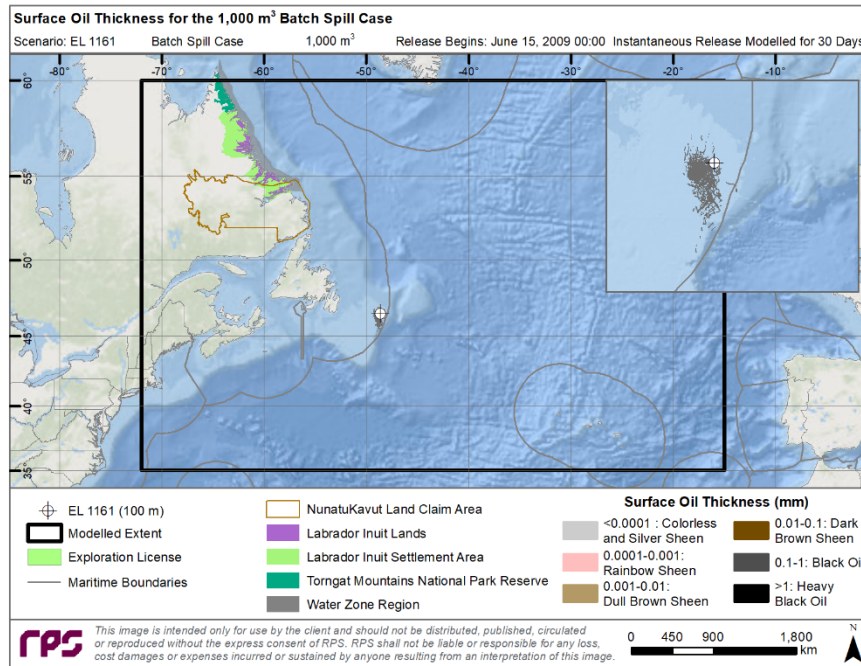 Surface Oil Thickness for the 1,000 m³ Batch Spill Case
Scenario: EL 1161 Batch Spill Case 1,000 m³ Release Begins: June 15, 2009 00:00 Instantaneous Release Modelled for 30 Days
-80° -70° -60° -50° -40° -30° -20° -10°
60°
55°
50°
45°
40°
35°
EL 1161 (100 m)
Modelled Extent
Exploration License
Maritime Boundaries
NunatuKavut Land Claim Area
Labrador Inuit Lands
Labrador Inuit Settlement Area
Torngat Mountains National Park Reserve
Water Zone Region
Surface Oil Thickness (mm)
<0.0001 : Colorless
and Silver Sheen
0.0001-0.001:
Rainbow Sheen
0.001-0.01:
Dull Brown Sheen
0.01-0.1: Dark
Brown Sheen
0.1-1: Black Oil
>1: Heavy
Black Oil
rps
This image is intended only for use by the client and should not be distributed, published, circulated
or reproduced without the express consent of RPS. RPS shall not be liable or responsible for any loss,
cost damages or expenses incurred or sustained by anyone resulting from an interpretation of this image.
0 450 900 1,800
km
N